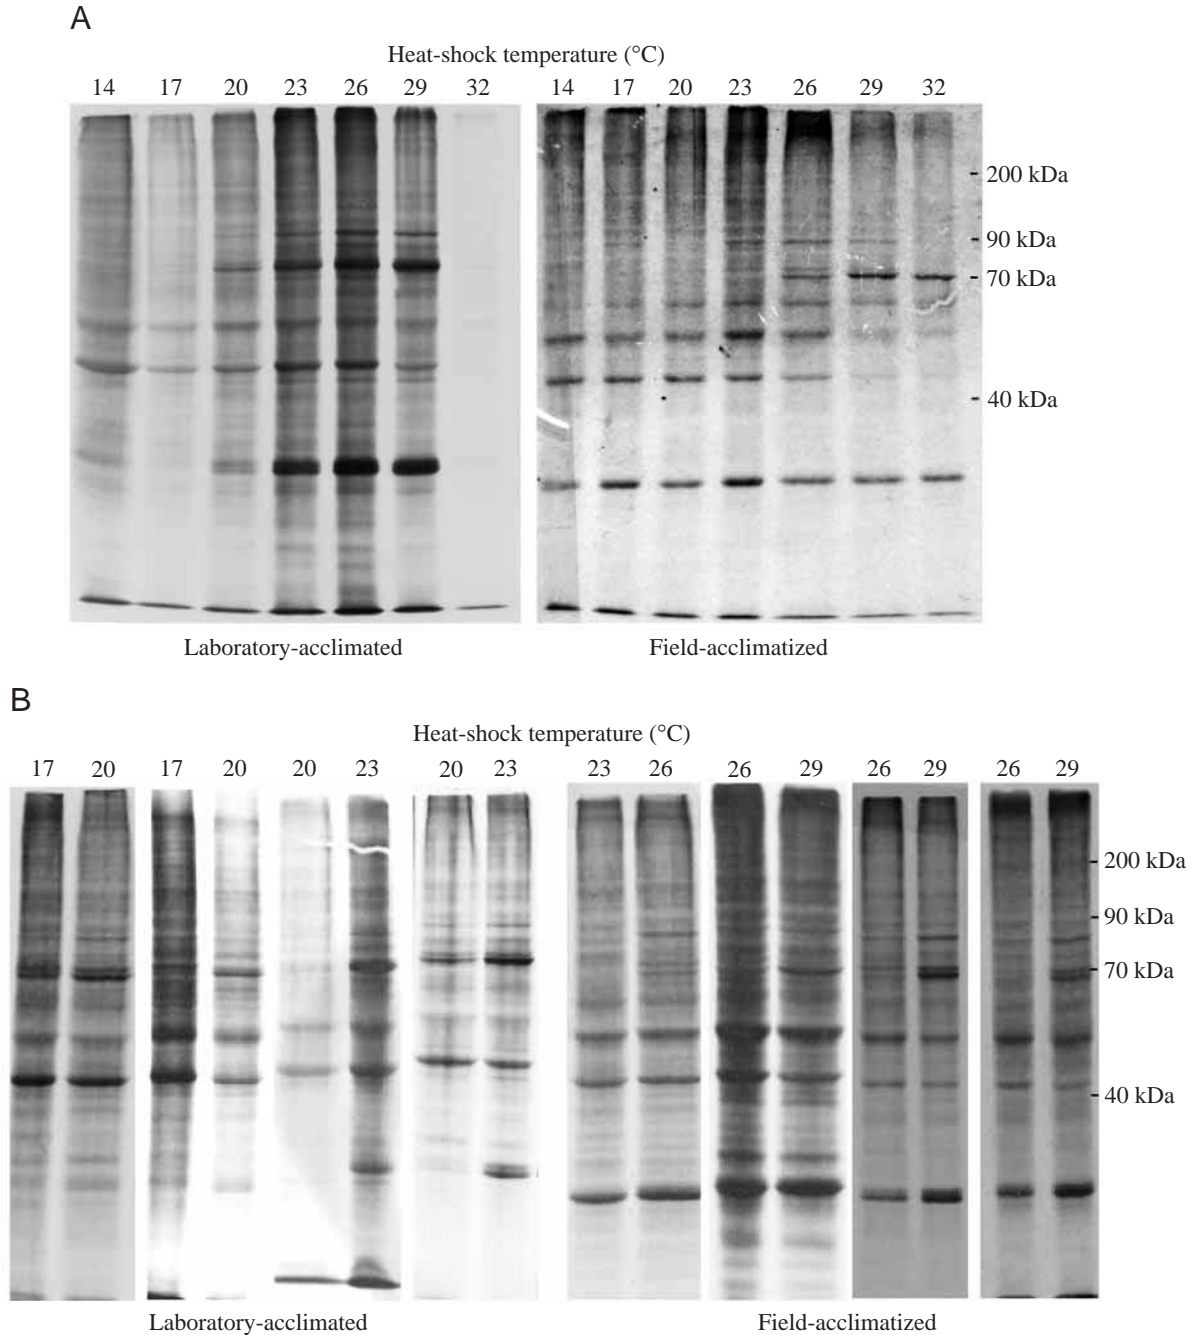 A
Heat-shock temperature (°C)
14 17 20 23 26 29 32 14 17 20 23 26 29 32
200 kDa
90 kDa
70 kDa
40 kDa
Laboratory-acclimated Field-acclimatized
B
Heat-shock temperature (°C)
17 20 17 20 20 23 20 23 23 26 26 29 26 29 26 29
200 kDa
90 kDa
70 kDa
40 kDa
Laboratory-acclimated Field-acclimatized